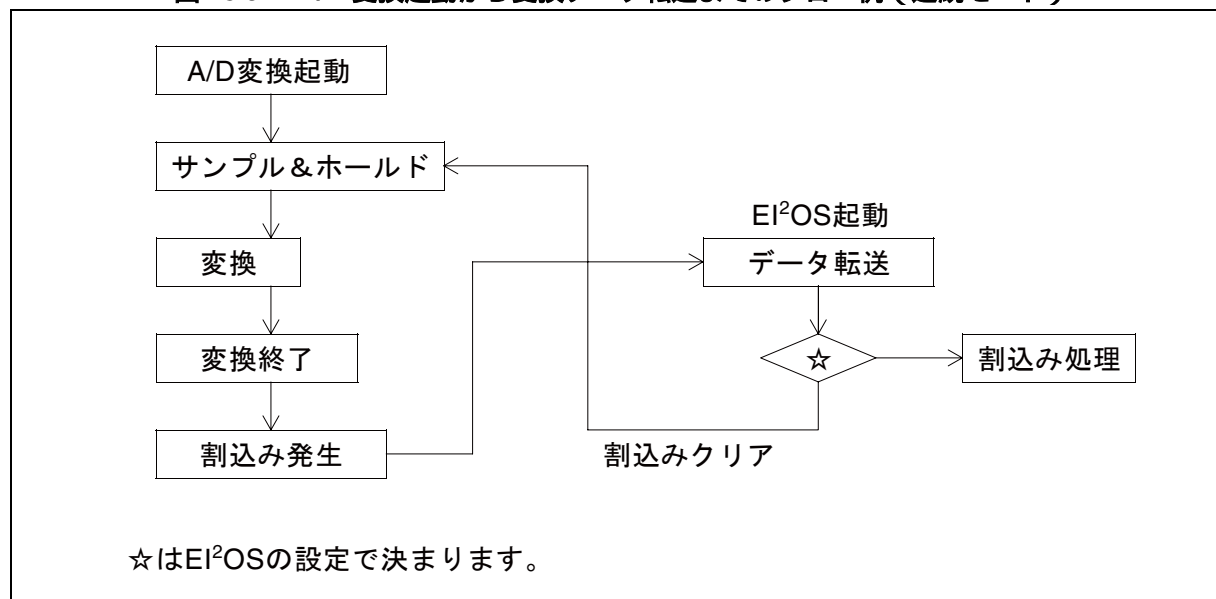 A/D変換起動
サンプル&ホールド
変換
変換終了
割込み発生
EI²OS起動
データ転送
☆
割込み処理
割込みクリア
☆はEI²OSの設定で決まります。